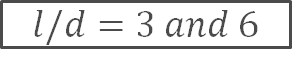 l/d = 3 and 6